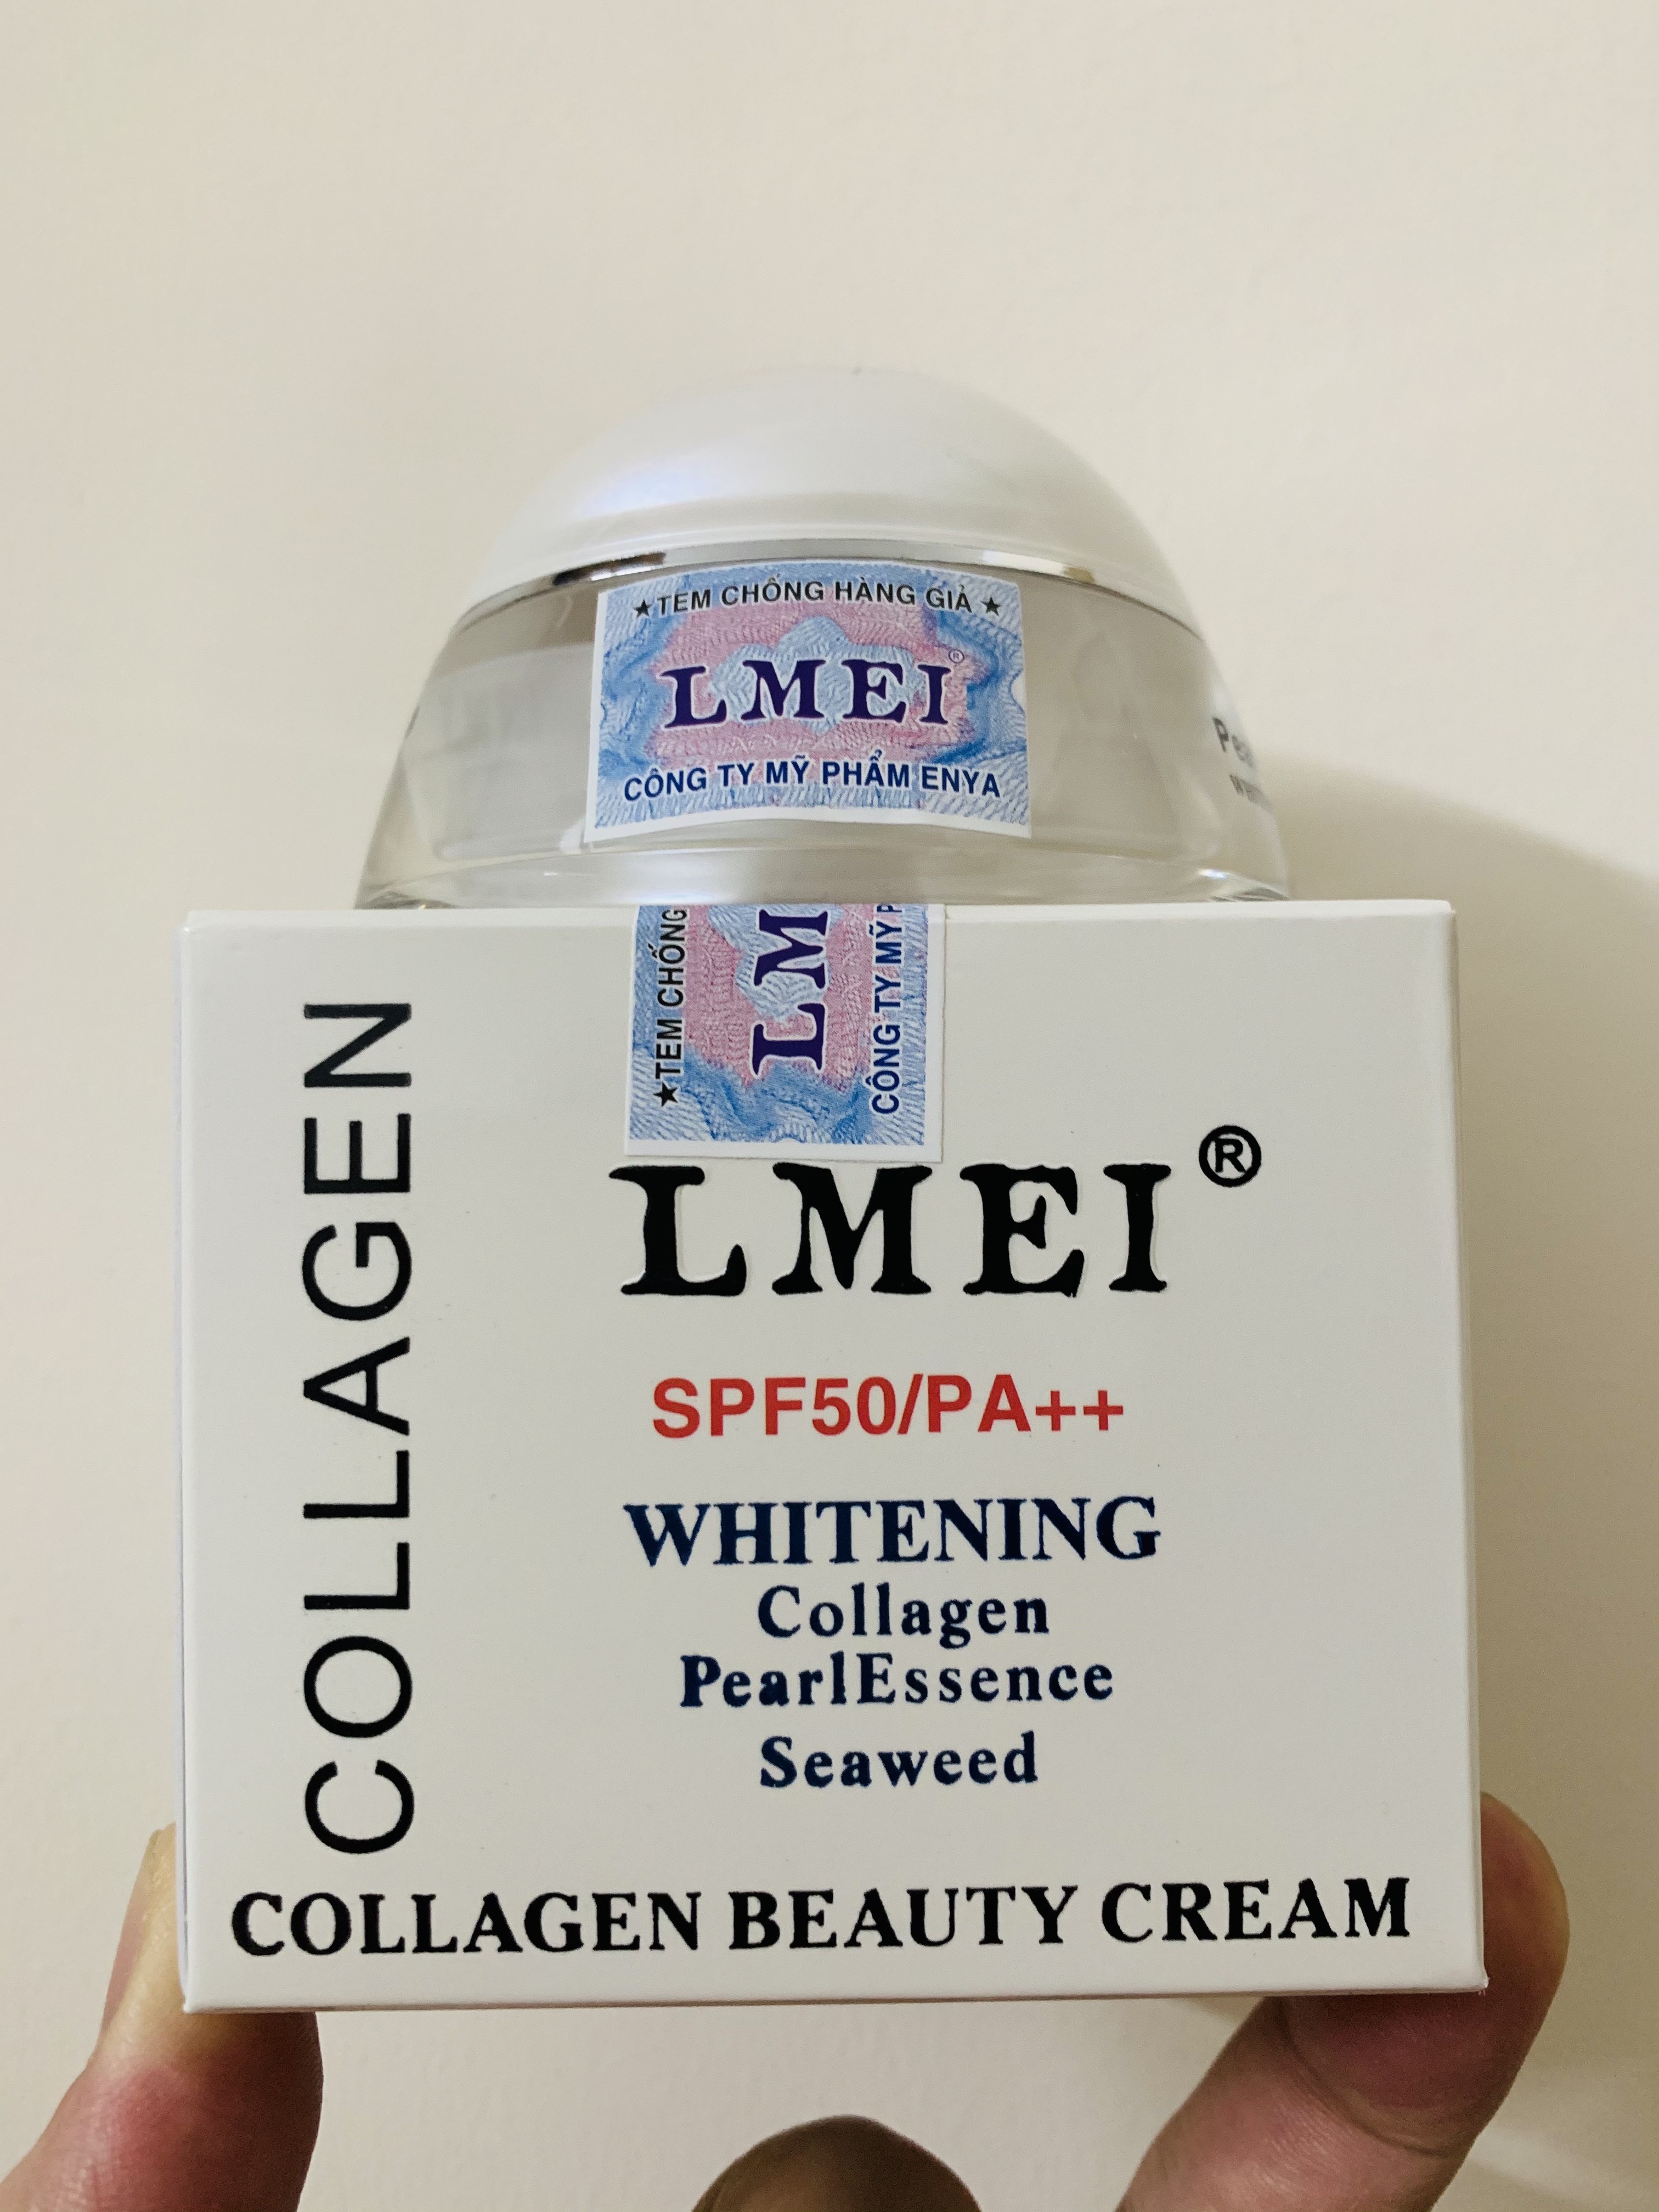 ★TEM CHỐNG HÀNG GIẢ ★
LMEI®
CÔNG TY MỸ PHẨM ENYA
★TEM CHỐNG
LM
CÔNG TY MỸ
COLLAGEN
LMEI®
SPF50/PA++
WHITENING
Collagen
PearlEssence
Seaweed
COLLAGEN BEAUTY CREAM